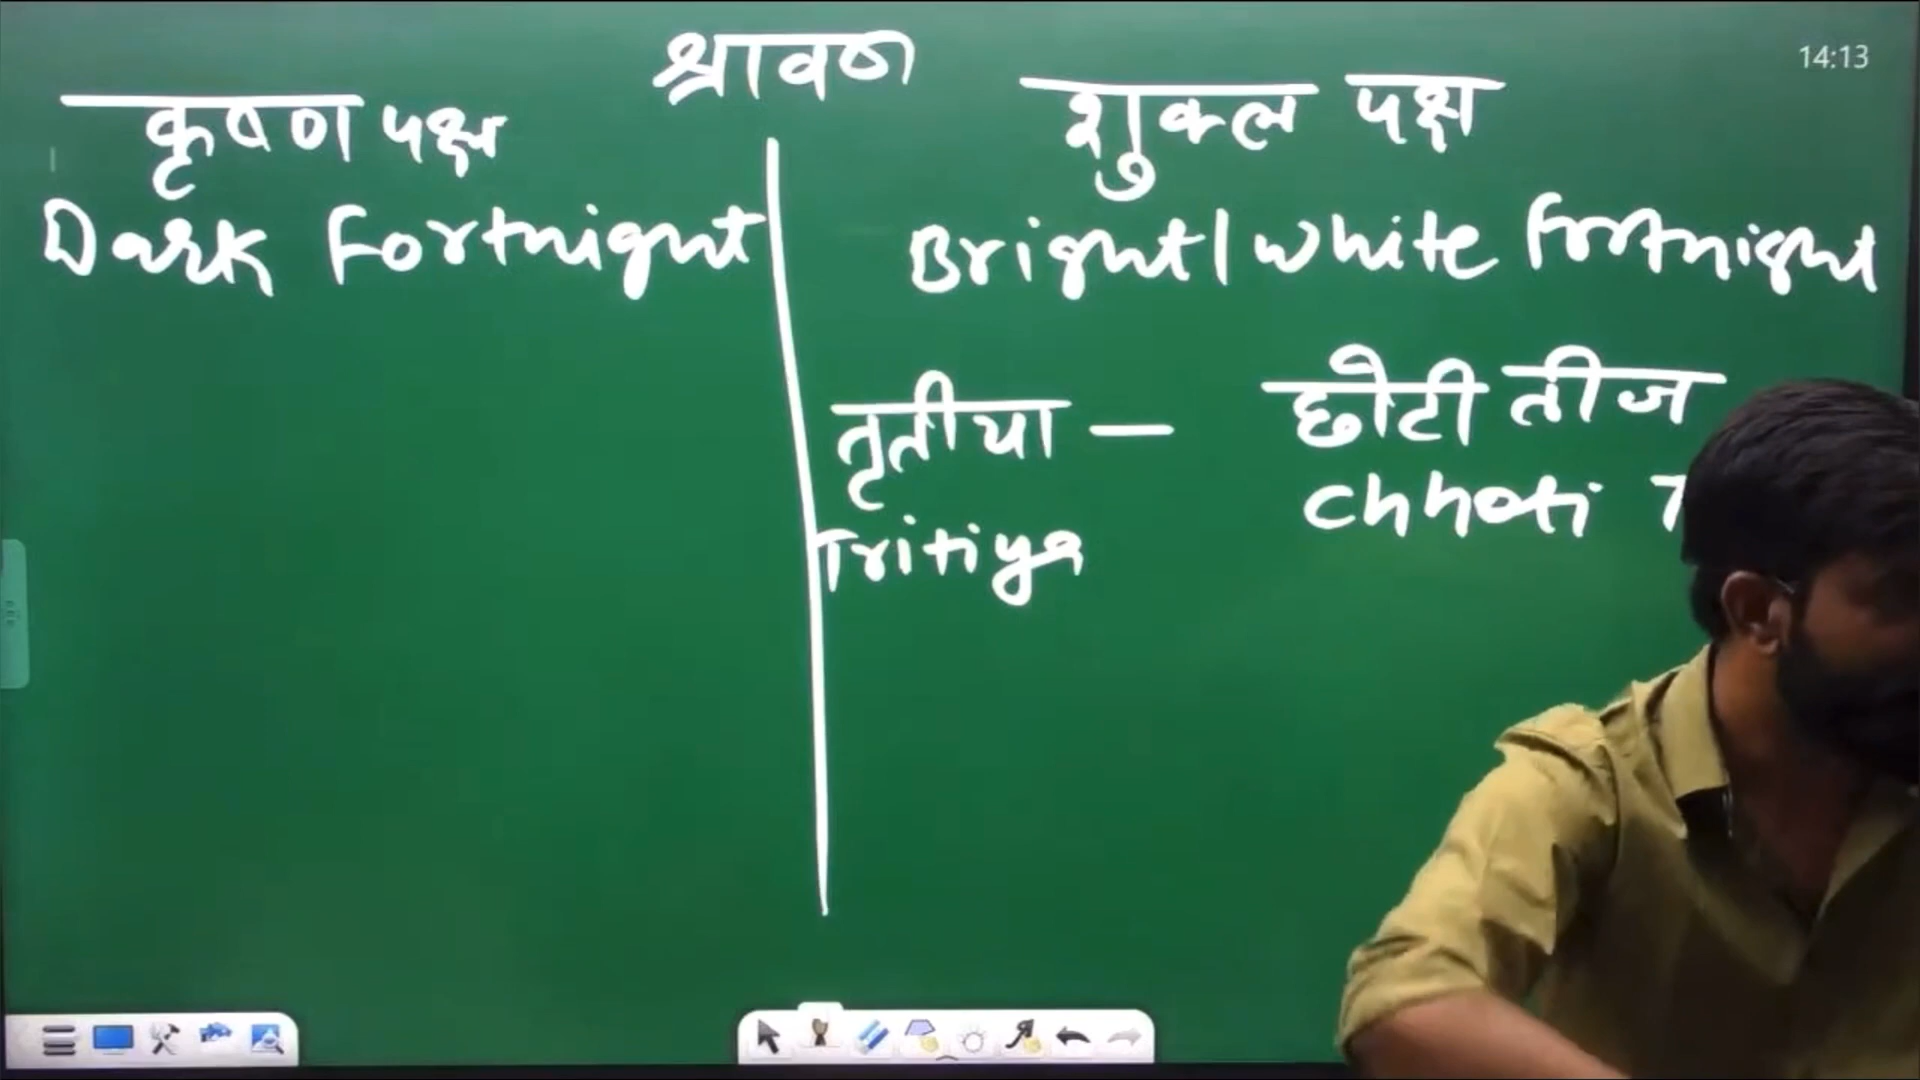 श्रावण
14:13
कृष्ण पक्ष
Dark Fortnight
शुक्ल पक्ष
Bright/White Fortnight
तृतीया — छोटी तीज
Tritiya
Chhoti